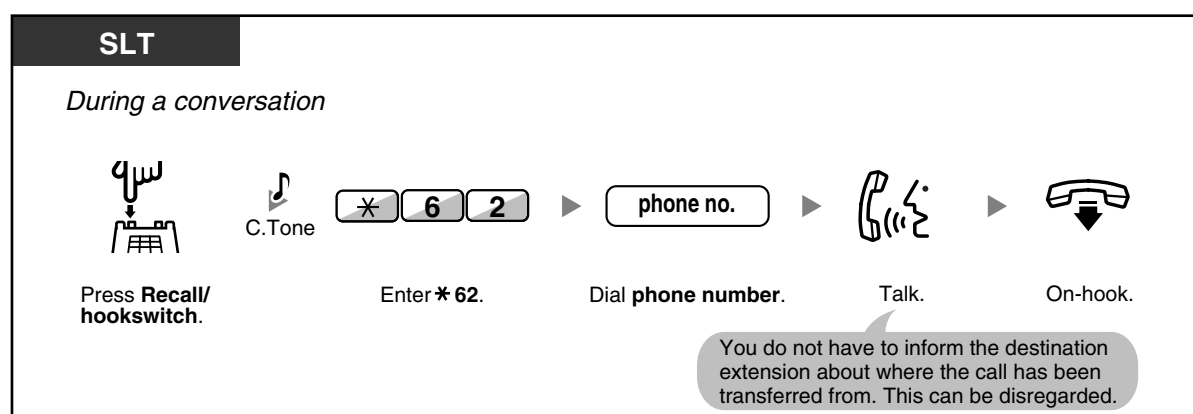 SLT
During a conversation
C.Tone
* 6 2
phone no.
Press Recall/
hookswitch.
Enter * 62.
Dial phone number.
Talk.
On-hook.
You do not have to inform the destination
extension about where the call has been
transferred from. This can be disregarded.